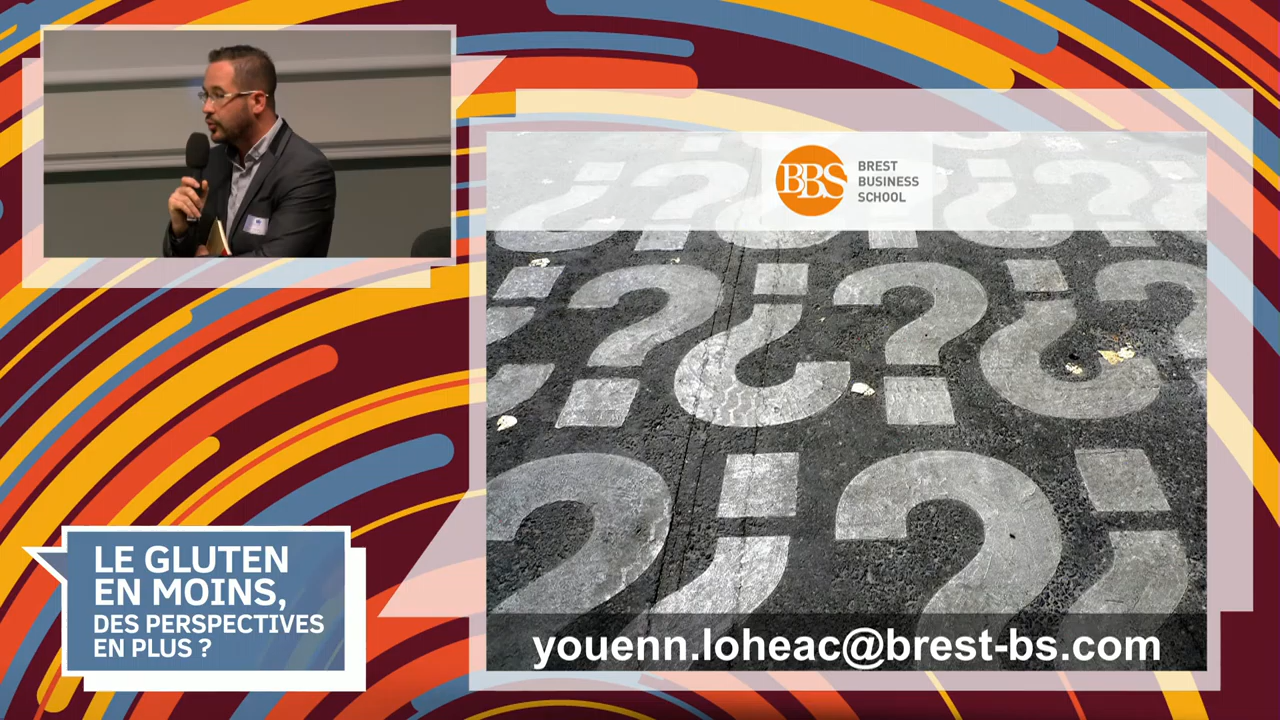 BBS
BREST
BUSINESS
SCHOOL
LE GLUTEN
EN MOINS,
DES PERSPECTIVES
EN PLUS ?
youenn.loheac@brest-bs.com